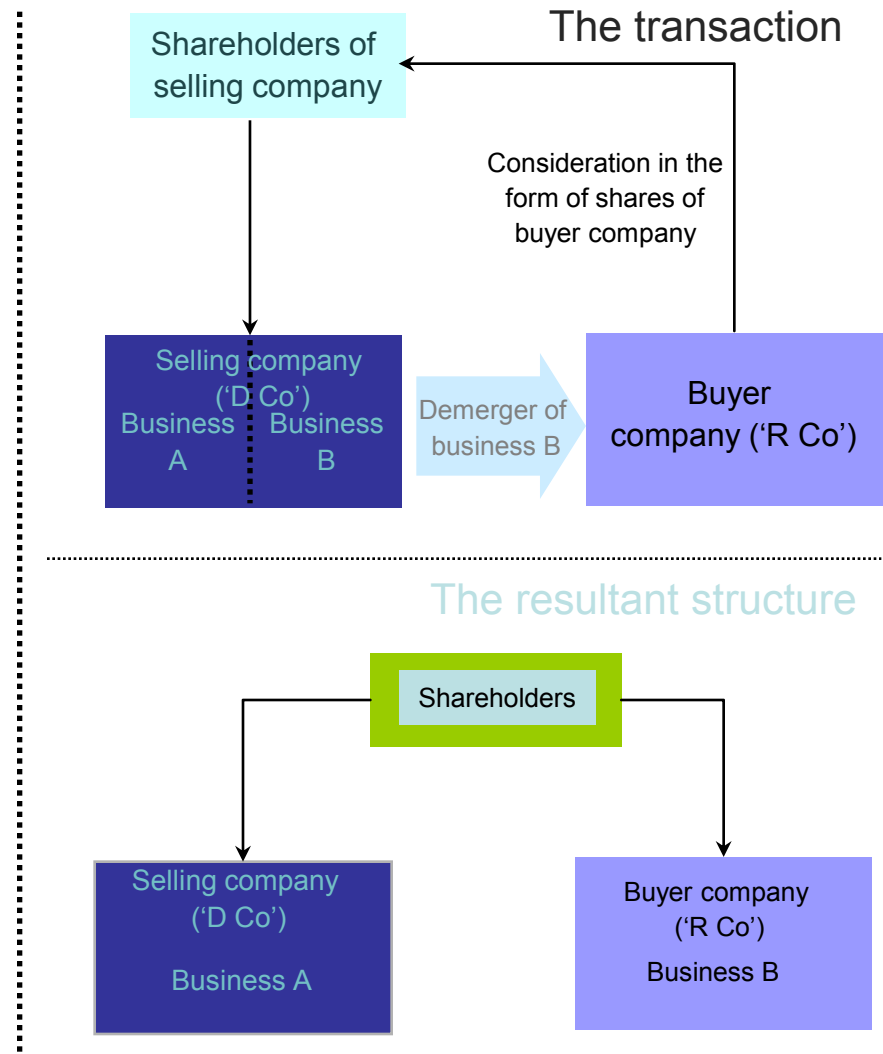 The transaction
Shareholders of
selling company
Consideration in the
form of shares of
buyer company
Selling company
(‘D Co’)
Business
A
Business
B
Demerger of
business B
Buyer
company (‘R Co’)
The resultant structure
Shareholders
Selling company
(‘D Co’)
Business A
Buyer company
(‘R Co’)
Business B